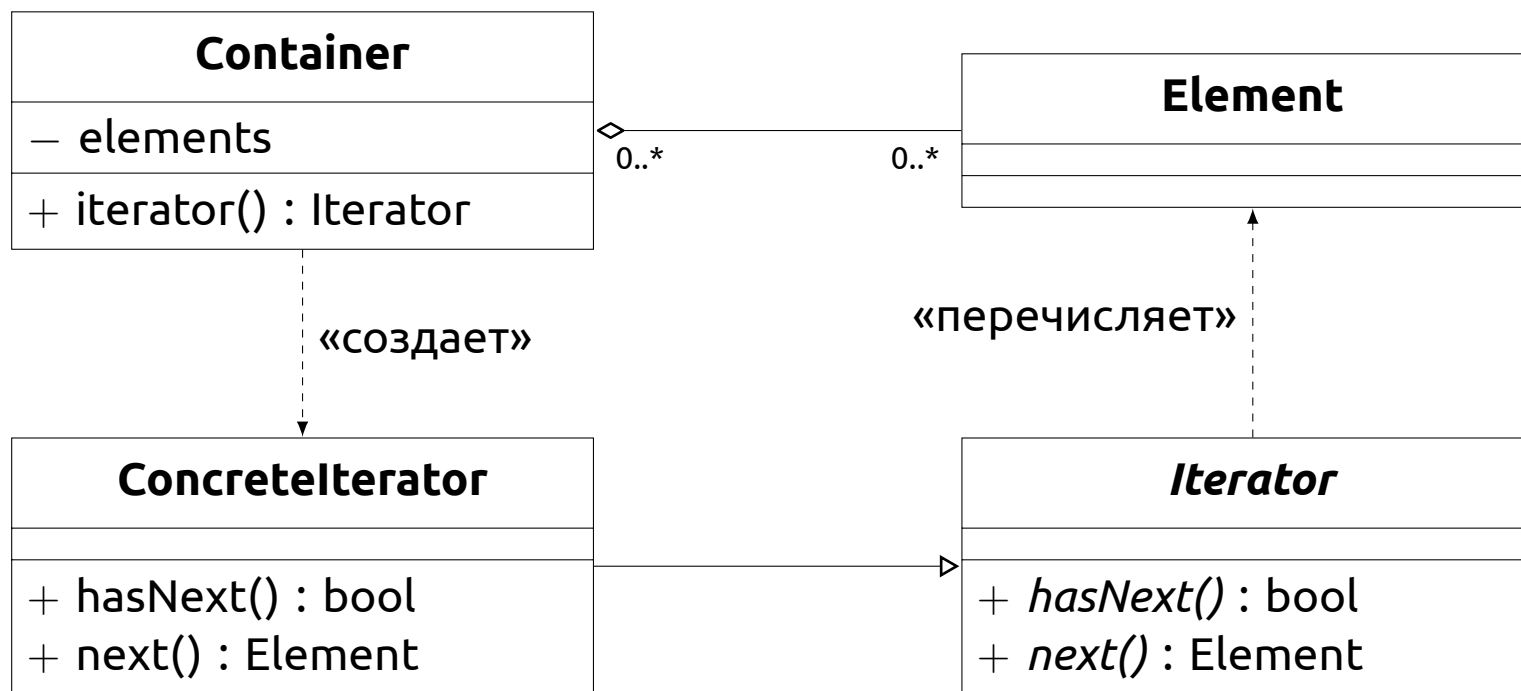 Container
− elements
+ iterator() : Iterator
Element
0..*
0..*
«создает»
«перечисляет»
ConcreteIterator
+ hasNext() : bool
+ next() : Element
Iterator
+ hasNext() : bool
+ next() : Element